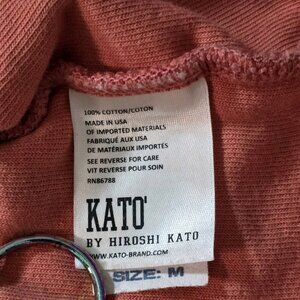 100% COTTON/COTON
MADE IN USA
OF IMPORTED MATERIALS
FABRIQUÉ AUX USA
DE MATÉRIAUX IMPORTÉS
SEE REVERSE FOR CARE
VIT REVERSE POUR SOIN
RN86788
KATO'
BY HIROSHI KATO
WWW.KATO-BRAND.COM
SIZE: M